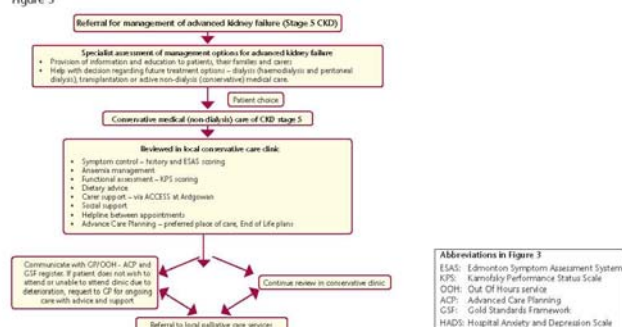 Figure 3
Referral for management of advanced kidney failure (Stage 5 CKD)
Specialist assessment of management options for advanced kidney failure
• Provision of information and education to patients, their families and carers
• Help with decision regarding future treatment options – dialysis (haemodialysis and peritoneal
dialysis), transplantation or active non-dialysis (conservative) medical care.
Patient choice
Conservative medical (non-dialysis) care of CKD stage 5
Reviewed in local conservative care clinic
• Symptom control – history and ESAS scoring
• Anaemia management
• Functional assessment – KPS scoring
• Dietary advice
• Carer support – via ACCESS at Ardgowan
• Social support
• Helpline between appointments
• Advance Care Planning – preferred place of care, End of Life plans
Communicate with GP/OOH - ACP and
GSF register. If patient does not wish to
attend or unable to attend clinic due to
deterioration, request to GP for ongoing
care with advice and support
Continue review in conservative clinic
Referral to local palliative care services
Abbreviations in Figure 3
ESAS: Edmonton Symptom Assessment System
KPS: Karnofsky Performance Status Scale
OOH: Out Of Hours service
ACP: Advanced Care Planning
GSF: Gold Standards Framework
HADS: Hospital Anxiety and Depression Scale